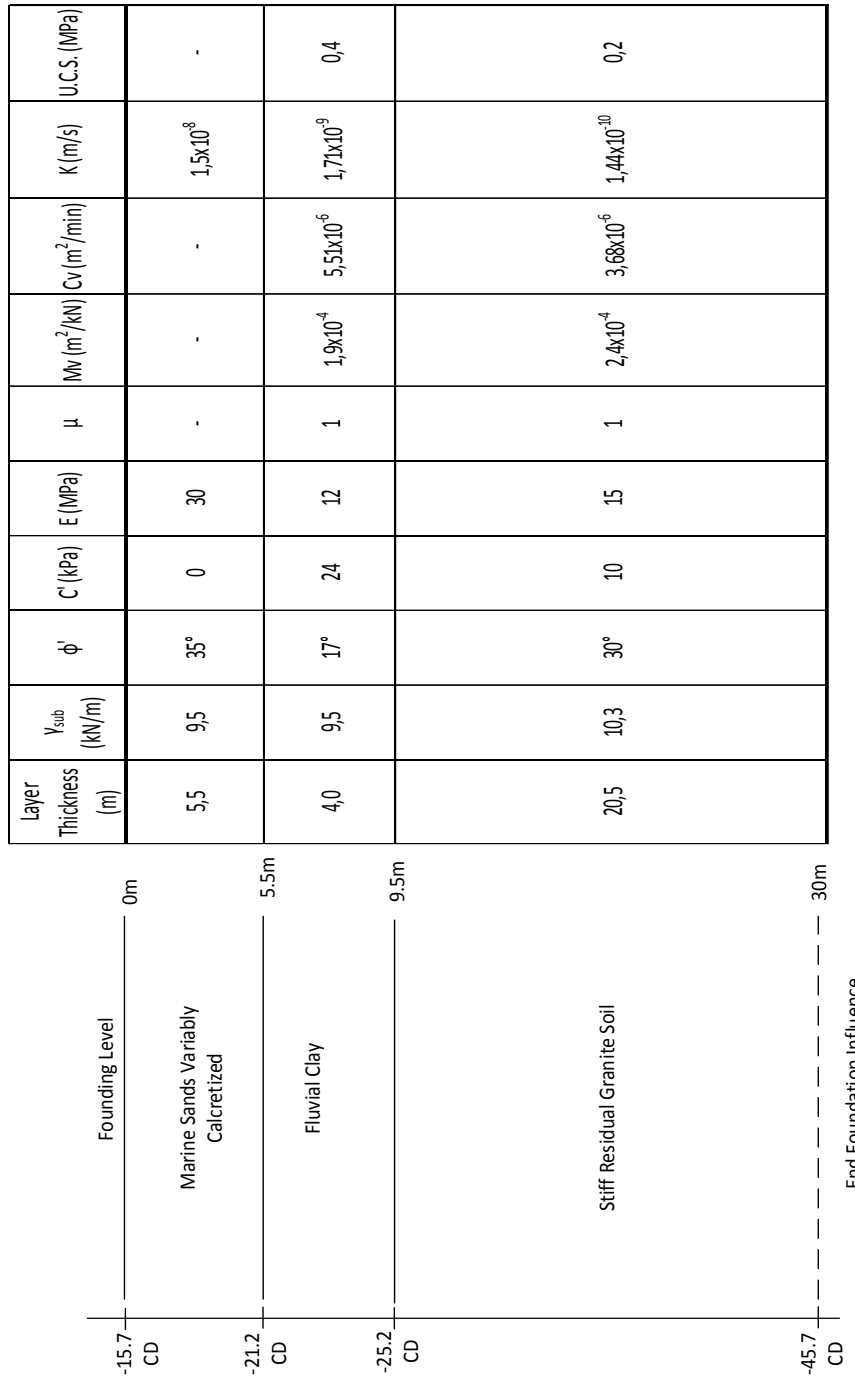 Founding Level
-15.7
CD
0m
Marine Sands Variably
Calcretized
-21.2
CD
5.5m
Fluvial Clay
-25.2
CD
9.5m
Stiff Residual Granite Soil
-45.7
CD
30m
End Foundation Influence
Layer
Thickness
(m)
γsub
(kN/m)
ϕ'
C' (kPa)
E (MPa)
μ
Mv (m²/kN)
Cv (m²/min)
K (m/s)
U.C.S. (MPa)
5,5
9,5
35°
0
30
-
-
-
1,5x10⁻⁸
-
4,0
9,5
17°
24
12
1
1,9x10⁻⁴
5,51x10⁻⁶
1,71x10⁻⁹
0,4
20,5
10,3
30°
10
15
1
2,4x10⁻⁴
3,68x10⁻⁶
1,44x10⁻¹⁰
0,2